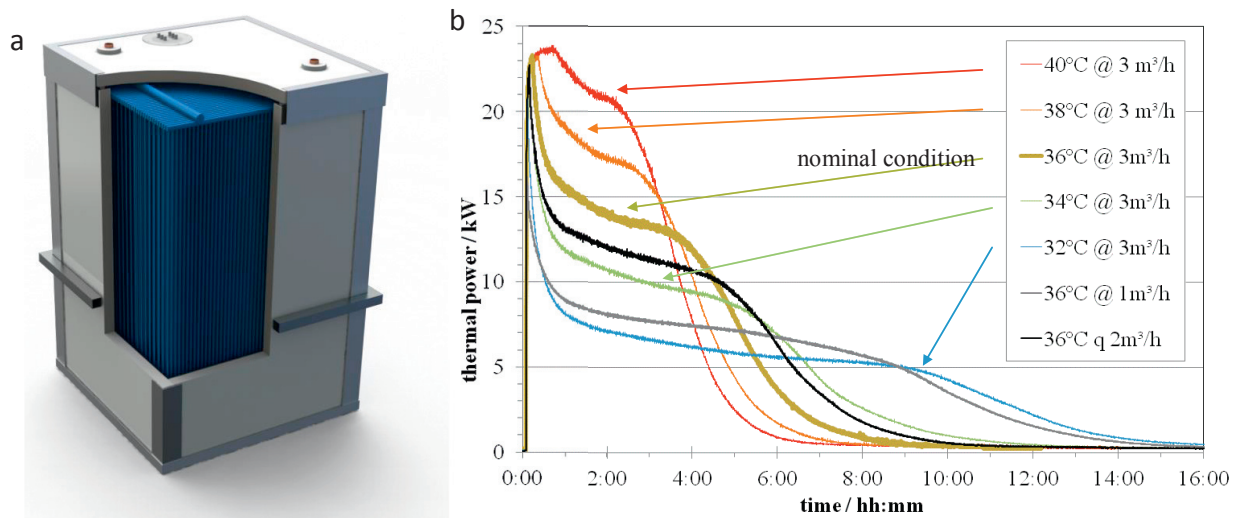 a
b
25
20
15
10
5
0
thermal power / kW
0:00 2:00 4:00 6:00 8:00 10:00 12:00 14:00 16:00
time / hh:mm
nominal condition
40°C @ 3 m³/h
38°C @ 3 m³/h
36°C @ 3m³/h
34°C @ 3m³/h
32°C @ 3m³/h
36°C @ 1m³/h
36°C q 2m³/h